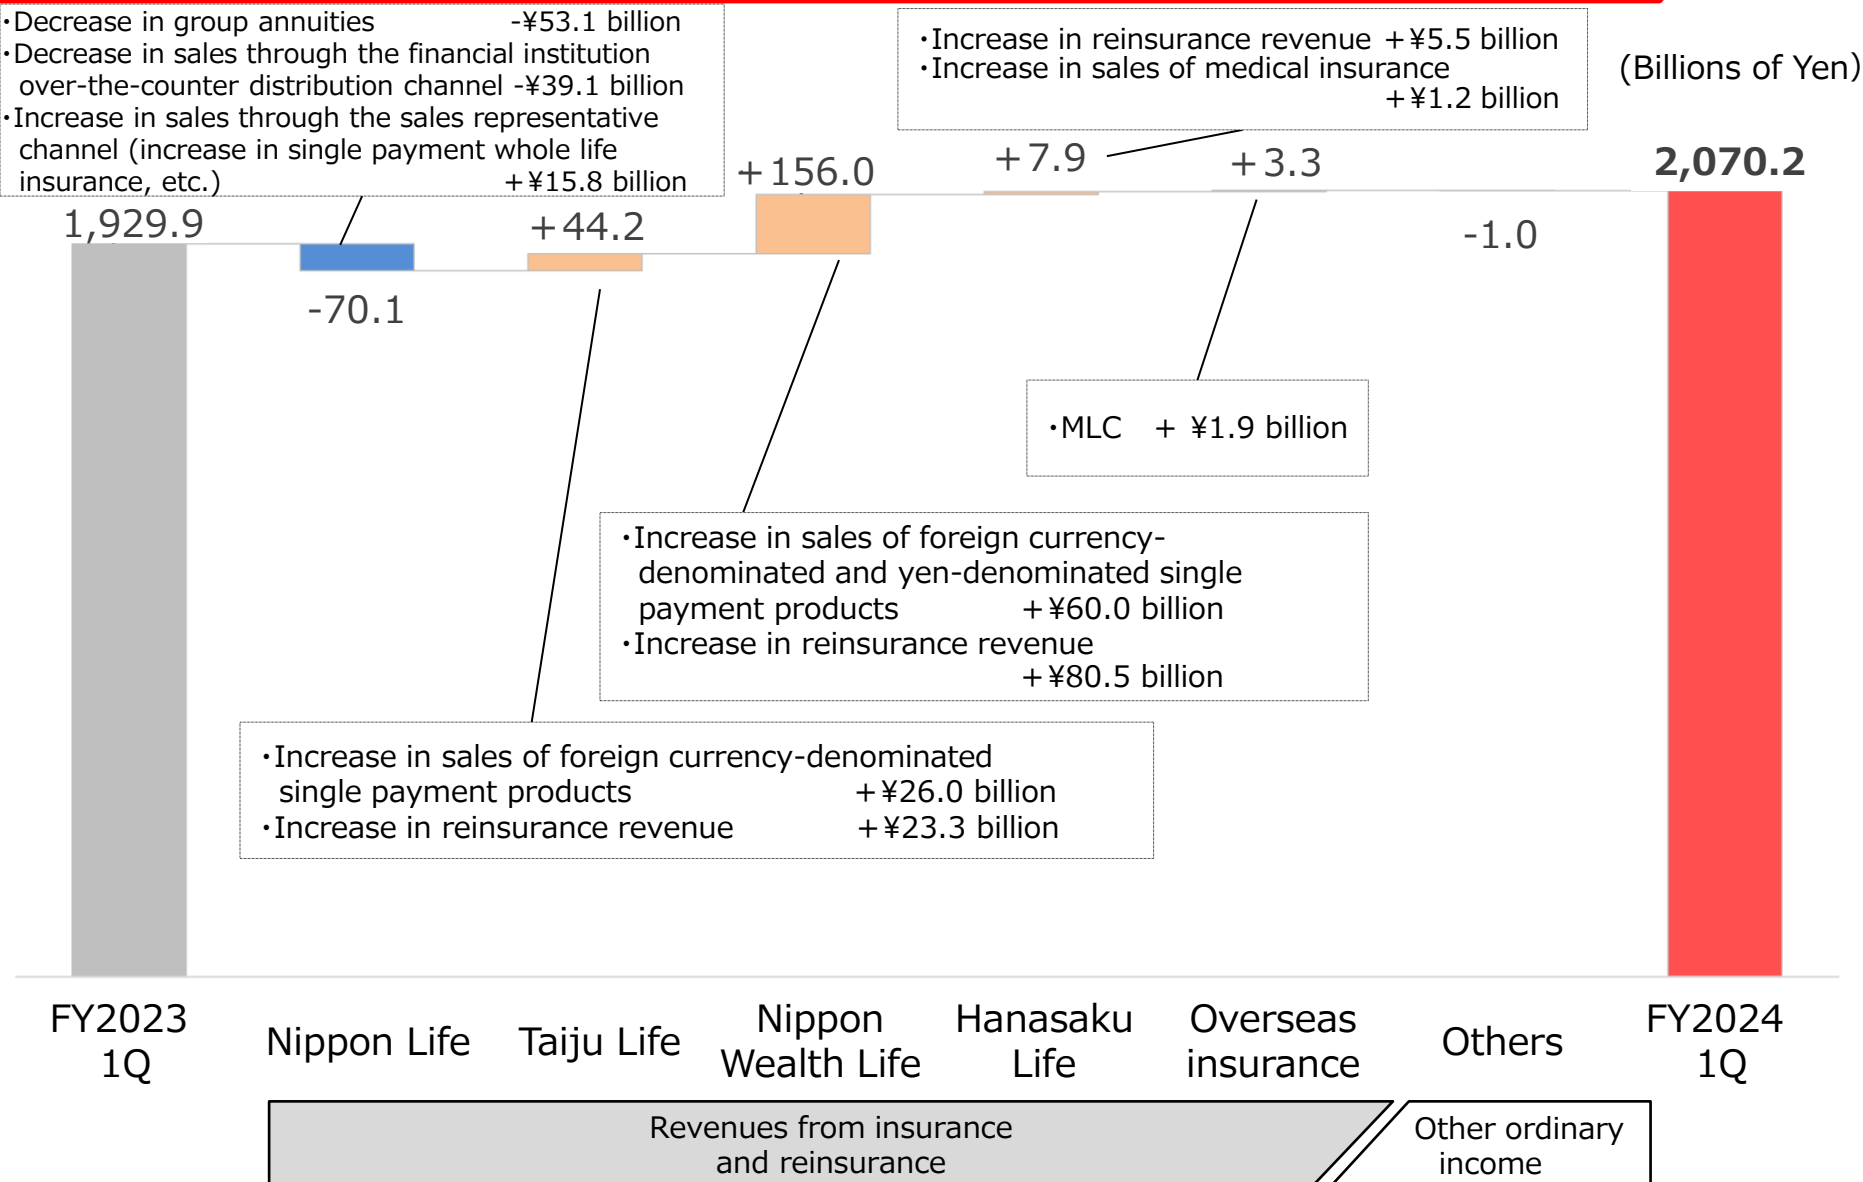 ・Decrease in group annuities -¥53.1 billion
・Decrease in sales through the financial institution
over-the-counter distribution channel -¥39.1 billion
・Increase in sales through the sales representative
channel (increase in single payment whole life
insurance, etc.) +¥15.8 billion
・Increase in reinsurance revenue +¥5.5 billion
・Increase in sales of medical insurance
+¥1.2 billion
(Billions of Yen)
1,929.9
-70.1
+44.2
+156.0
+7.9
+3.3
-1.0
2,070.2
・MLC + ¥1.9 billion
・Increase in sales of foreign currency-
denominated and yen-denominated single
payment products +¥60.0 billion
・Increase in reinsurance revenue
+¥80.5 billion
・Increase in sales of foreign currency-denominated
single payment products +¥26.0 billion
・Increase in reinsurance revenue +¥23.3 billion
FY2023
1Q
Nippon Life
Taiju Life
Nippon
Wealth Life
Hanasaku
Life
Overseas
insurance
Others
FY2024
1Q
Revenues from insurance
and reinsurance
Other ordinary
income